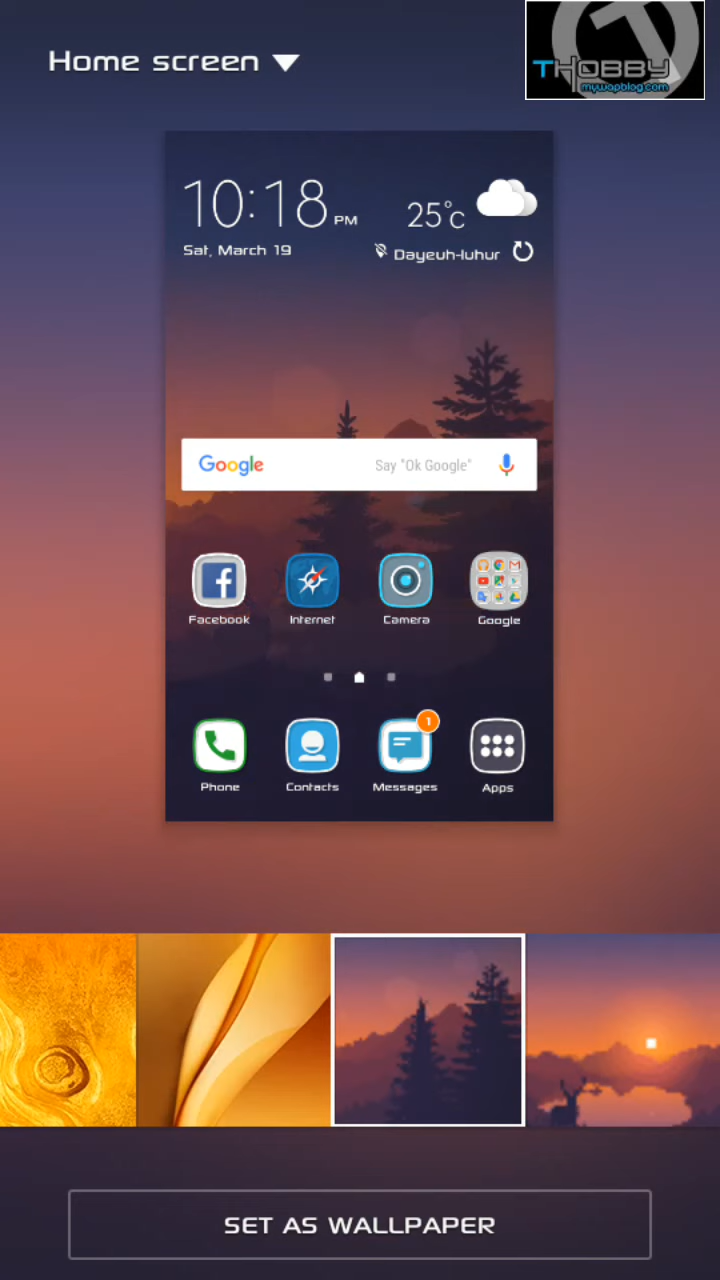 Home screen
THOBBY
mywapblog.com
10:18 PM
25°c
Sat, March 19
Dayeuh-luhur
Google
Say "Ok Google"
Facebook
Internet
Camera
Google
1
Phone
Contacts
Messages
Apps
SET AS WALLPAPER